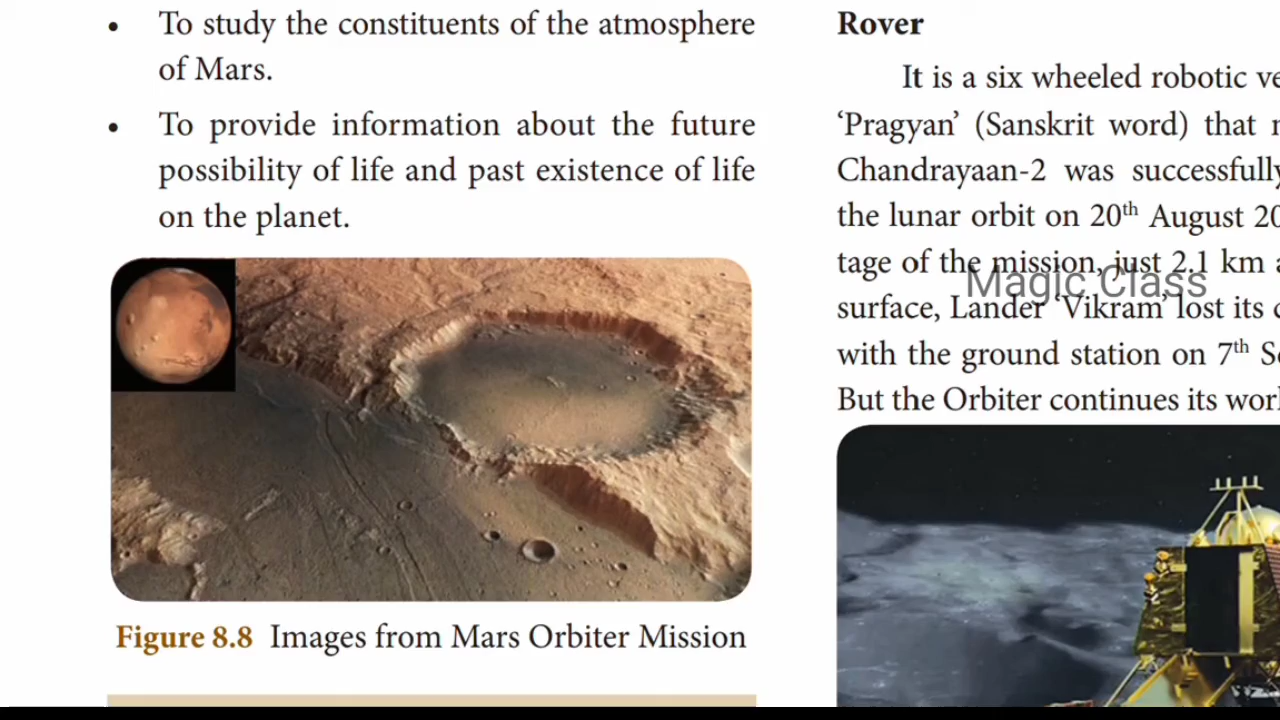 • To study the constituents of the atmosphere
of Mars.
• To provide information about the future
possibility of life and past existence of life
on the planet.
Figure 8.8 Images from Mars Orbiter Mission
Rover
It is a six wheeled robotic
‘Pragyan’ (Sanskrit word) that
Chandrayaan-2 was successfully
the lunar orbit on 20th August
tage of the mission, just 2.1 km
surface, Lander ‘Vikram’ lost its
with the ground station on 7th
But the Orbiter continues its
Magic Class